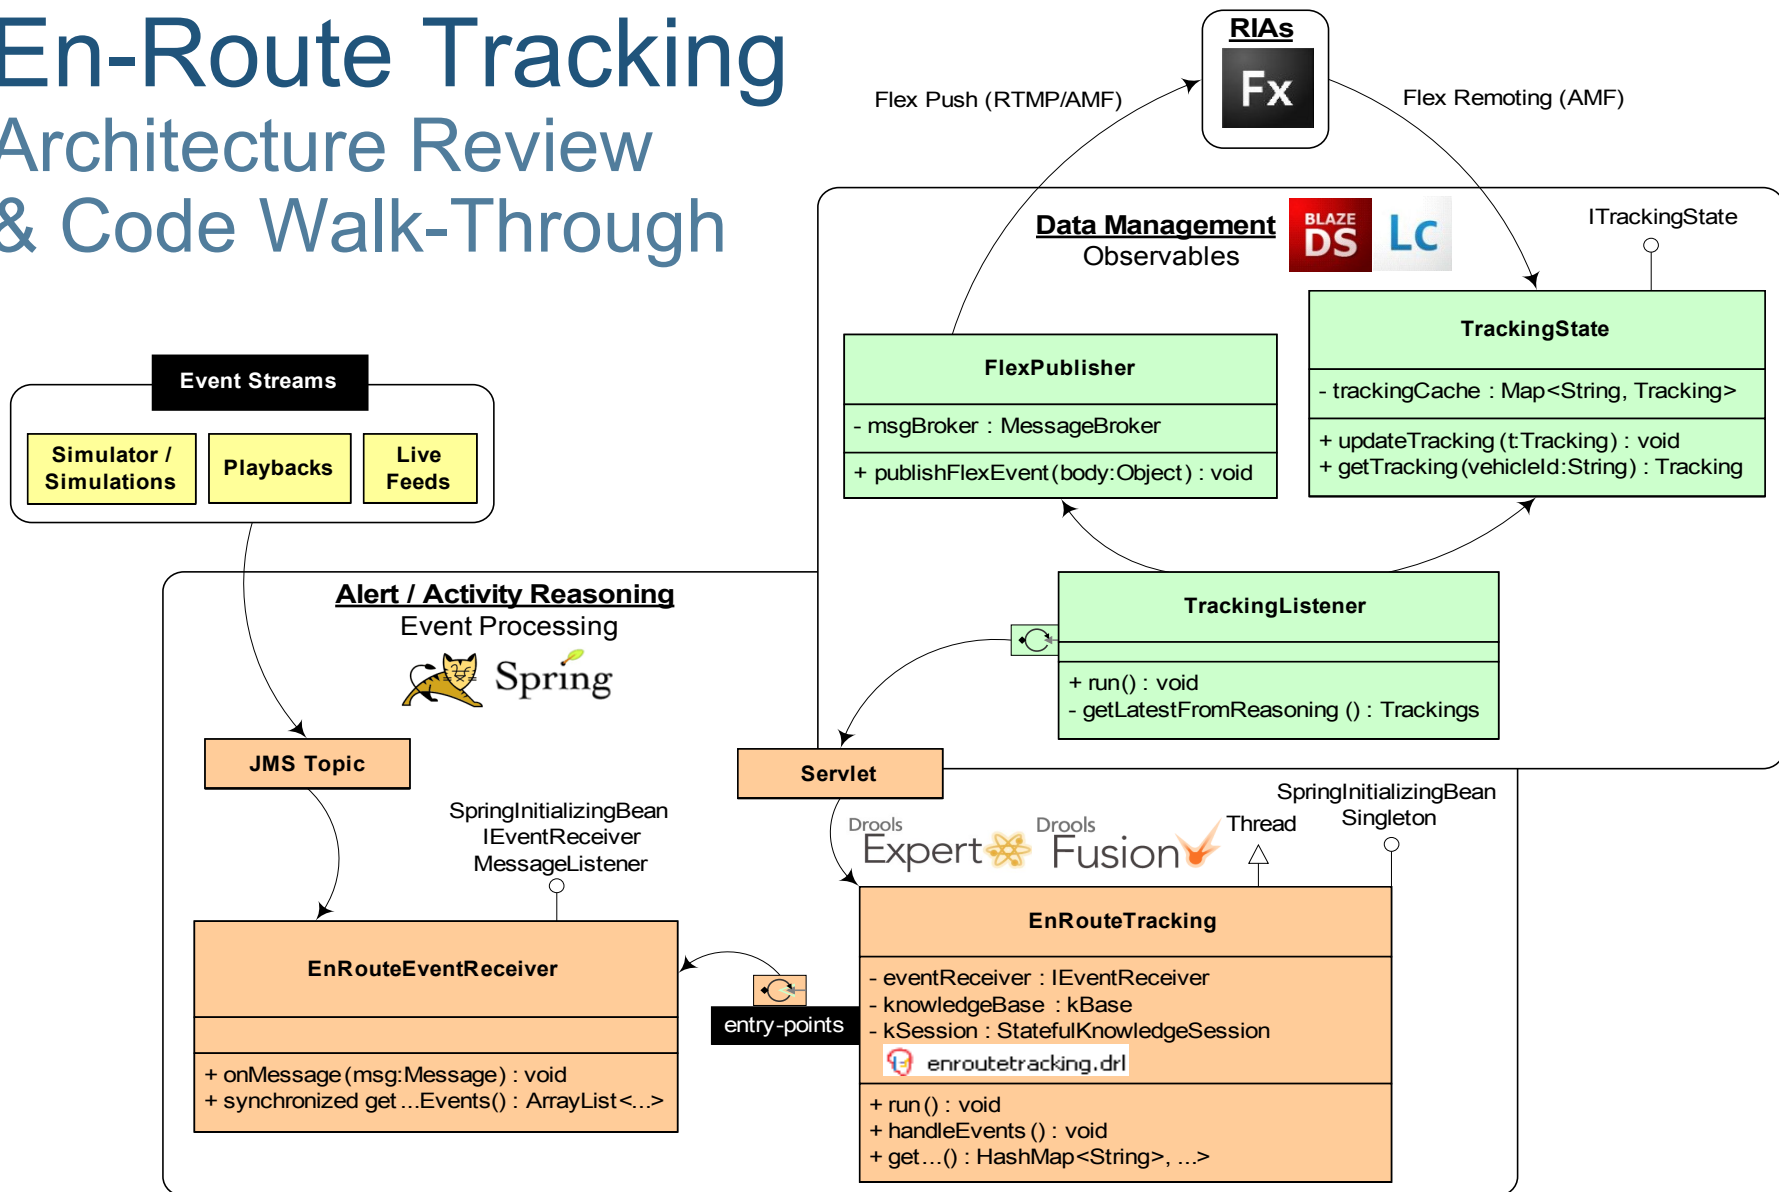 En-Route Tracking
Architecture Review
& Code Walk-Through
RIAs
Fx
Flex Push (RTMP/AMF)
Flex Remoting (AMF)
Data Management
Observables
BLAZE
DS
LC
ITrackingState
TrackingState
- trackingCache : Map<String, Tracking>
+ updateTracking (t:Tracking) : void
+ getTracking(vehicleId:String) : Tracking
FlexPublisher
- msgBroker : MessageBroker
+ publishFlexEvent(body:Object) : void
Event Streams
Simulator /
Simulations
Playbacks
Live
Feeds
TrackingListener
+ run() : void
- getLatestFromReasoning () : Trackings
Alert / Activity Reasoning
Event Processing
Spring
JMS Topic
Servlet
SpringInitializingBean
IEventReceiver
MessageListener
Drools
Expert
Drools
Fusion
Thread
SpringInitializingBean
Singleton
EnRouteEventReceiver
+ onMessage(msg:Message) : void
+ synchronized get...Events() : ArrayList<...>
entry-points
EnRouteTracking
- eventReceiver : IEventReceiver
- knowledgeBase : kBase
- kSession : StatefulKnowledgeSession
enroutetracking.drl
+ run() : void
+ handleEvents () : void
+ get...() : HashMap<String>, ...>